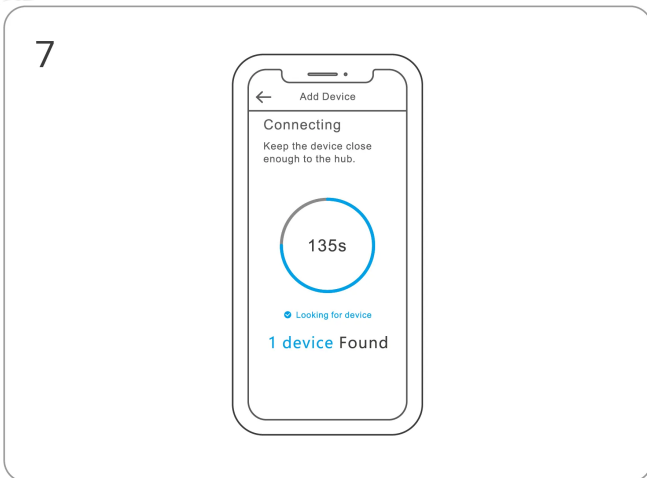 7
Add Device
Connecting
Keep the device close
enough to the hub.
135s
Looking for device
1 device Found